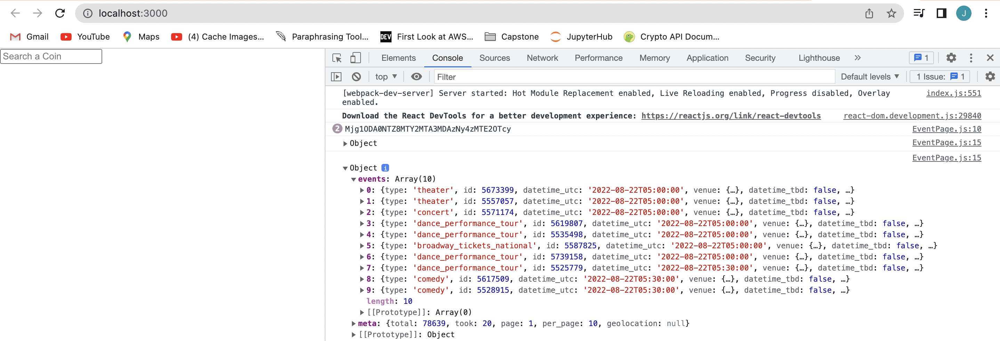 localhost:3000
J
Gmail YouTube Maps (4) Cache Images... Paraphrasing Tool... DEV First Look at AWS... Capstone JupyterHub Crypto API Docum...
Search a Coin
Elements Console Sources Network Performance Memory Application Security Lighthouse 1
top Filter Default levels 1 Issue: 1
[webpack-dev-server] Server started: Hot Module Replacement enabled, Live Reloading enabled, Progress disabled, Overlay index.js:551
enabled.
Download the React DevTools for a better development experience: https://reactjs.org/link/react-devtools react-dom.development.js:29840
2 Mjg1ODA0NTZ8MTY2MTA3MDAzNy4zMTE2OTcy EventPage.js:10
Object EventPage.js:15
EventPage.js:15
Object i
events: Array(10)
0: {type: 'theater', id: 5673399, datetime_utc: '2022-08-22T05:00:00', venue: {…}, datetime_tbd: false, …}
1: {type: 'theater', id: 5557057, datetime_utc: '2022-08-22T05:00:00', venue: {…}, datetime_tbd: false, …}
2: {type: 'concert', id: 5571174, datetime_utc: '2022-08-22T05:00:00', venue: {…}, datetime_tbd: false, …}
3: {type: 'dance_performance_tour', id: 5619807, datetime_utc: '2022-08-22T05:00:00', venue: {…}, datetime_tbd: false, …}
4: {type: 'dance_performance_tour', id: 5535498, datetime_utc: '2022-08-22T05:00:00', venue: {…}, datetime_tbd: false, …}
5: {type: 'broadway_tickets_national', id: 5587825, datetime_utc: '2022-08-22T05:00:00', venue: {…}, datetime_tbd: false, …}
6: {type: 'dance_performance_tour', id: 5739158, datetime_utc: '2022-08-22T05:00:00', venue: {…}, datetime_tbd: false, …}
7: {type: 'dance_performance_tour', id: 5525779, datetime_utc: '2022-08-22T05:30:00', venue: {…}, datetime_tbd: false, …}
8: {type: 'comedy', id: 5617509, datetime_utc: '2022-08-22T05:30:00', venue: {…}, datetime_tbd: false, …}
9: {type: 'comedy', id: 5528915, datetime_utc: '2022-08-22T05:30:00', venue: {…}, datetime_tbd: false, …}
length: 10
[[Prototype]]: Array(0)
meta: {total: 78639, took: 20, page: 1, per_page: 10, geolocation: null}
[[Prototype]]: Object